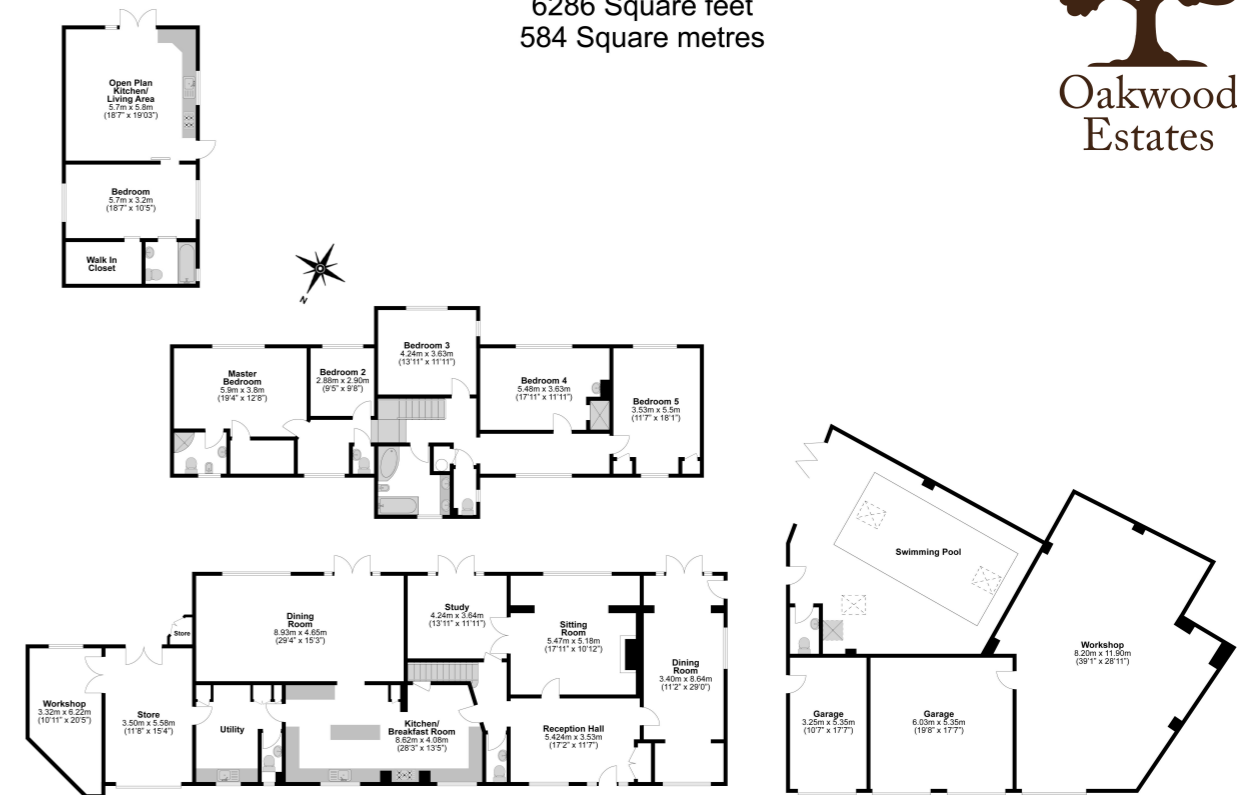 6286 Square feet
584 Square metres
Oakwood
Estates
Open Plan
Kitchen/
Living Area
5.7m x 5.8m
(18'7" x 19'03")
Bedroom
5.7m x 3.2m
(18'7" x 10'5")
Walk In
Closet
N
Master
Bedroom
5.9m x 3.8m
(19'4" x 12'8")
Bedroom 2
2.88m x 2.90m
(9'5" x 9'8")
Bedroom 3
4.24m x 3.63m
(13'11" x 11'11")
Bedroom 4
5.48m x 3.63m
(17'11" x 11'11")
Bedroom 5
3.53m x 5.5m
(11'7" x 18'1")
Workshop
3.32m x 6.22m
(10'11" x 20'5")
Store
3.50m x 5.58m
(11'8" x 15'4")
Store
Dining
Room
8.93m x 4.65m
(29'4" x 15'3")
Utility
Study
4.24m x 3.64m
(13'11" x 11'11")
Kitchen/
Breakfast Room
8.62m x 4.08m
(28'3" x 13'5")
Sitting
Room
5.47m x 5.18m
(17'11" x 10'12")
Reception Hall
5.424m x 3.53m
(17'2" x 11'7")
Dining
Room
3.40m x 8.64m
(11'2" x 29'0")
Swimming Pool
Workshop
8.20m x 11.90m
(39'1" x 28'11")
Garage
3.25m x 5.35m
(10'7" x 17'7")
Garage
6.03m x 5.35m
(19'8" x 17'7")